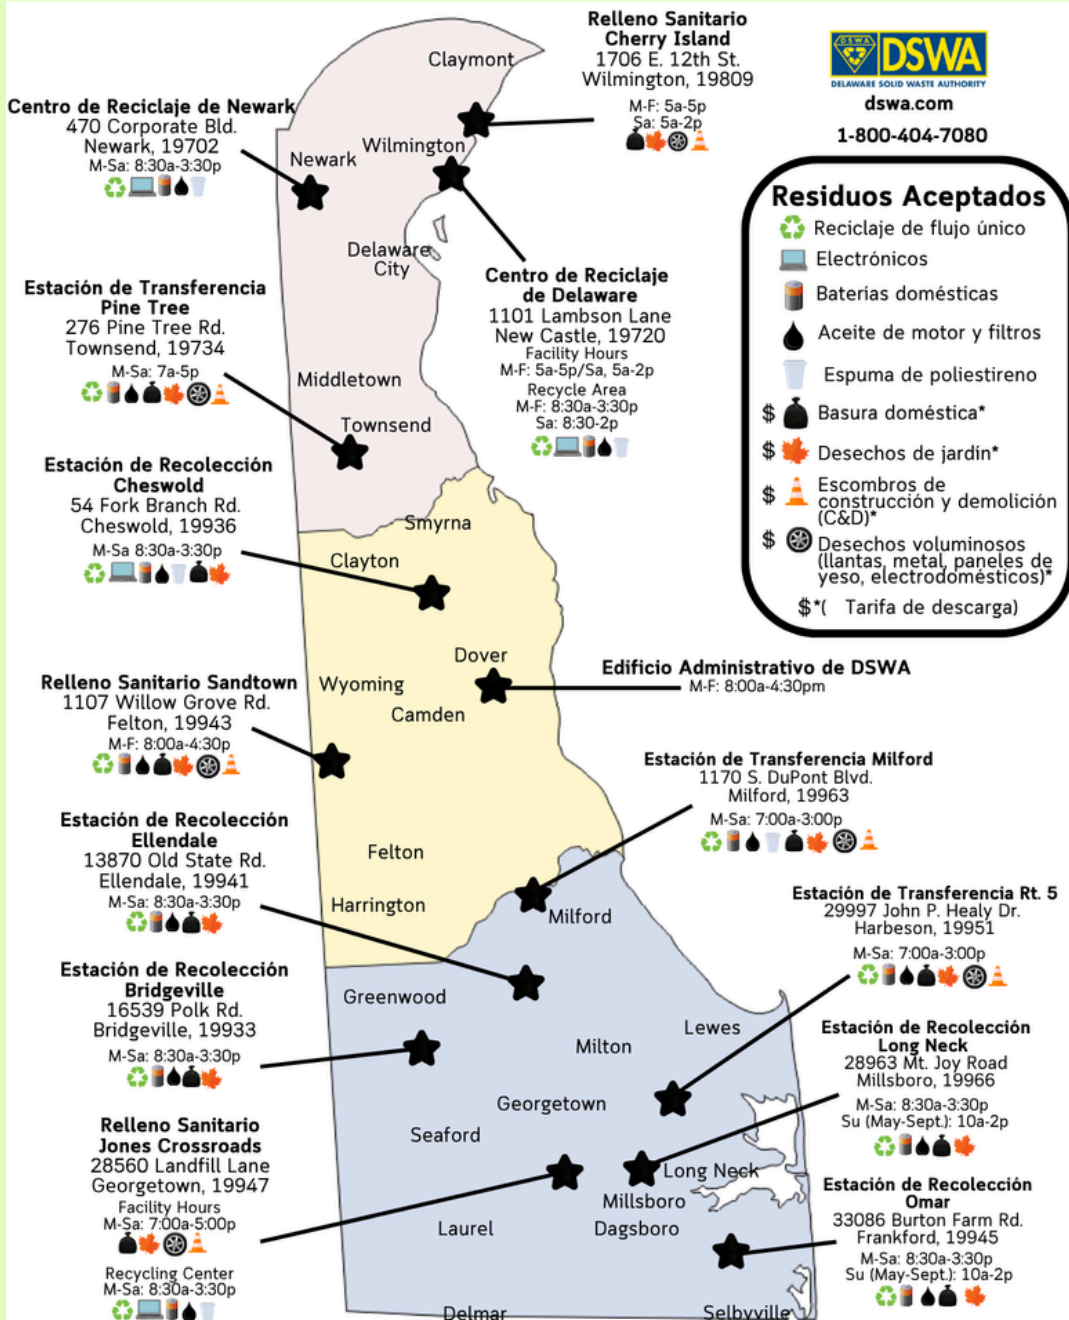 Relleno Sanitario
Cherry Island
1706 E. 12th St.
Wilmington, 19809
M-F: 5a-5p
Sa: 5a-2p
DSWA
DSWA
DELAWARE SOLID WASTE AUTHORITY
dswa.com
1-800-404-7080
Centro de Reciclaje de Newark
470 Corporate Bld.
Newark, 19702
M-Sa: 8:30a-3:30p
Claymont
Wilmington
Newark
Delaware
City
Residuos Aceptados
Reciclaje de flujo único
Electrónicos
Baterías domésticas
Aceite de motor y filtros
Espuma de poliestireno
$ Basura doméstica*
$ Desechos de jardín*
$ Escombros de
construcción y demolición
(C&D)*
$ Desechos voluminosos
(llantas, metal, paneles de
yeso, electrodomésticos)*
$*( Tarifa de descarga)
Centro de Reciclaje
de Delaware
1101 Lambson Lane
New Castle, 19720
Facility Hours
M-F: 5a-5p/Sa, 5a-2p
Recycle Area
M-F: 8:30a-3:30p
Sa: 8:30-2p
Estación de Transferencia
Pine Tree
276 Pine Tree Rd.
Townsend, 19734
M-Sa: 7a-5p
Middletown
Townsend
Estación de Recolección
Cheswold
54 Fork Branch Rd.
Cheswold, 19936
M-Sa 8:30a-3:30p
Smyrna
Clayton
Dover
Wyoming
Camden
Edificio Administrativo de DSWA
M-F: 8:00a-4:30pm
Relleno Sanitario Sandtown
1107 Willow Grove Rd.
Felton, 19943
M-F: 8:00a-4:30p
Estación de Transferencia Milford
1170 S. DuPont Blvd.
Milford, 19963
M-Sa: 7:00a-3:00p
Estación de Recolección
Ellendale
13870 Old State Rd.
Ellendale, 19941
M-Sa: 8:30a-3:30p
Felton
Harrington
Milford
Estación de Transferencia Rt. 5
29997 John P. Healy Dr.
Harbeson, 19951
M-Sa: 7:00a-3:00p
Estación de Recolección
Bridgeville
16539 Polk Rd.
Bridgeville, 19933
M-Sa: 8:30a-3:30p
Greenwood
Milton
Lewes
Georgetown
Seaford
Estación de Recolección
Long Neck
28963 Mt. Joy Road
Millsboro, 19966
M-Sa: 8:30a-3:30p
Su (May-Sept.): 10a-2p
Relleno Sanitario
Jones Crossroads
28560 Landfill Lane
Georgetown, 19947
Facility Hours
M-Sa: 7:00a-5:00p
Recycling Center
M-Sa: 8:30a-3:30p
Long Neck
Millsboro
Laurel
Dagsboro
Delmar
Selbyville
Estación de Recolección
Omar
33086 Burton Farm Rd.
Frankford, 19945
M-Sa: 8:30a-3:30p
Su (May-Sept.): 10a-2p